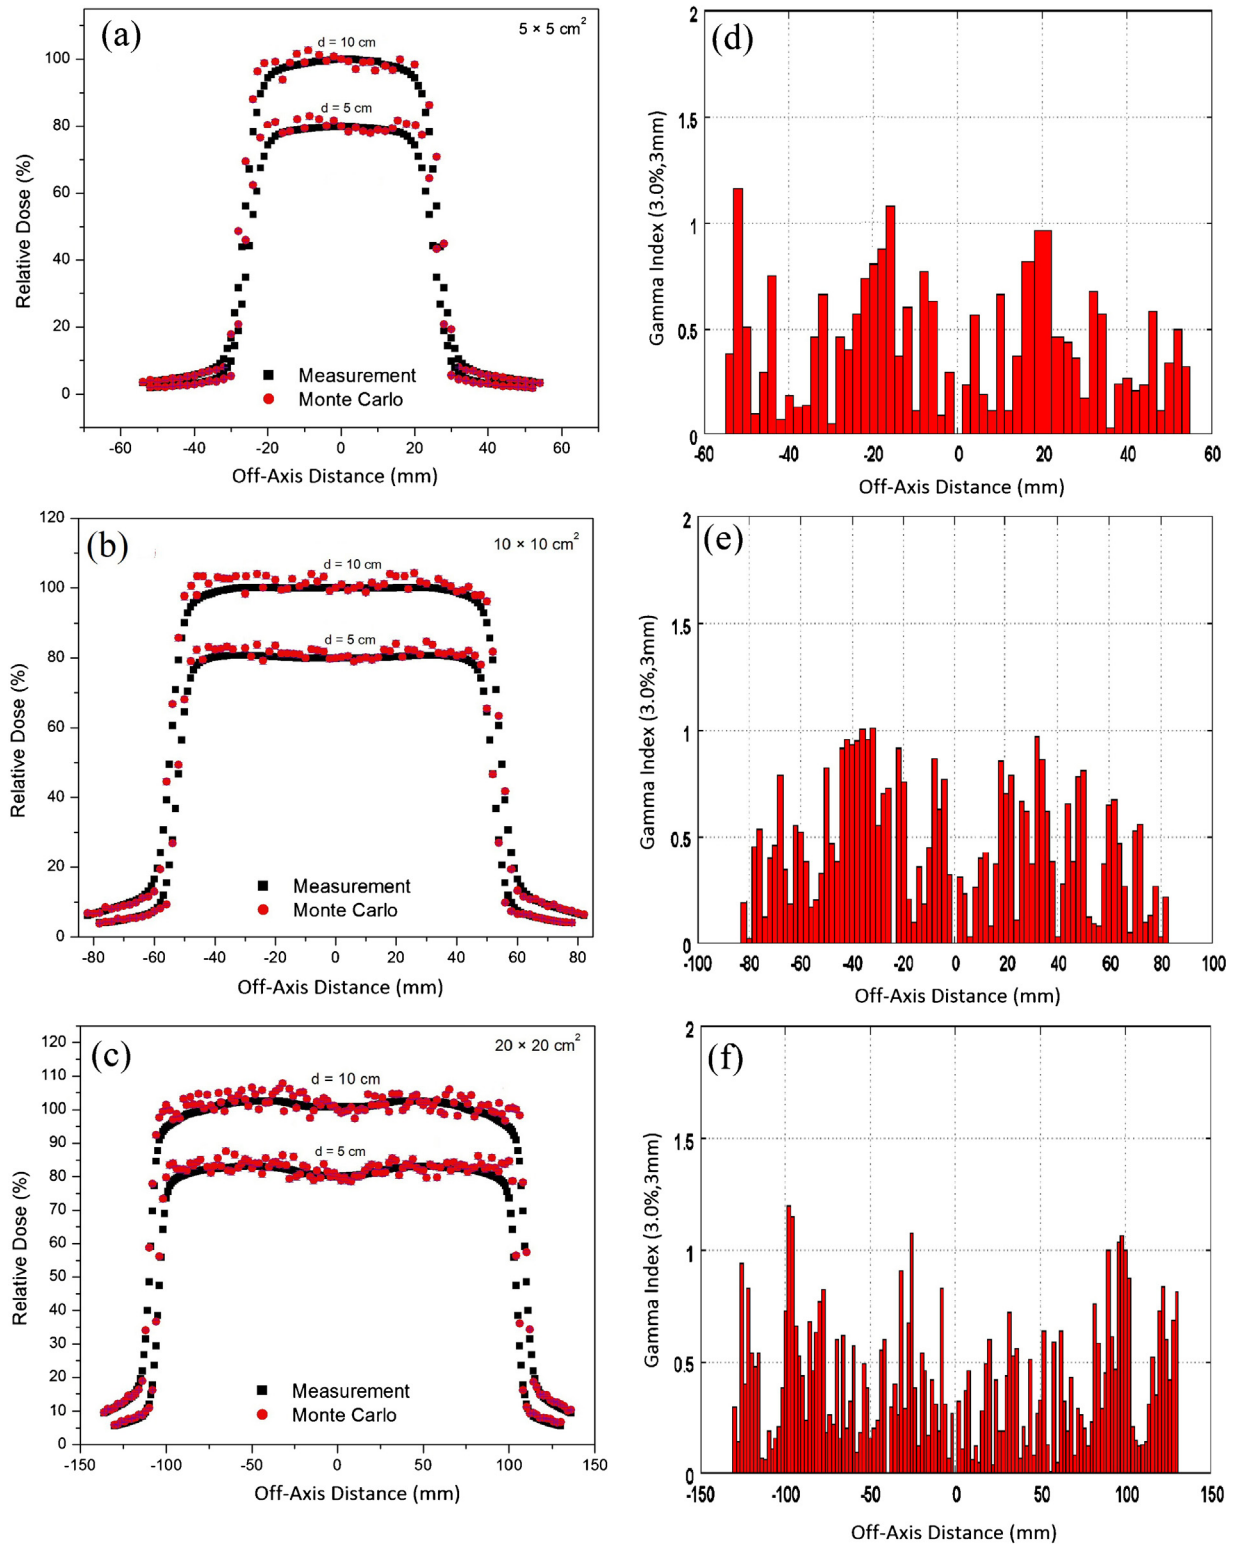 (a)
5 × 5 cm²
d = 10 cm
d = 5 cm
100
80
60
40
20
0
Relative Dose (%)
Measurement
Monte Carlo
-60 -40 -20 0 20 40 60
Off-Axis Distance (mm)
(d)
2
1.5
1
0.5
0
Gamma Index (3.0%,3mm)
-60 -40 -20 0 20 40 60
Off-Axis Distance (mm)
(b)
10 × 10 cm²
d = 10 cm
d = 5 cm
120
100
80
60
40
20
0
Relative Dose (%)
Measurement
Monte Carlo
-80 -60 -40 -20 0 20 40 60 80
Off-Axis Distance (mm)
(e)
2
1.5
1
0.5
0
Gamma Index (3.0%,3mm)
-100 -80 -60 -40 -20 0 20 40 60 80 100
Off-Axis Distance (mm)
(c)
20 × 20 cm²
d = 10 cm
d = 5 cm
120
110
100
90
80
70
60
50
40
30
20
10
0
Relative Dose (%)
Measurement
Monte Carlo
-150 -100 -50 0 50 100 150
Off-Axis Distance (mm)
(f)
2
1.5
1
0.5
0
Gamma Index (3.0%,3mm)
-150 -100 -50 0 50 100 150
Off-Axis Distance (mm)